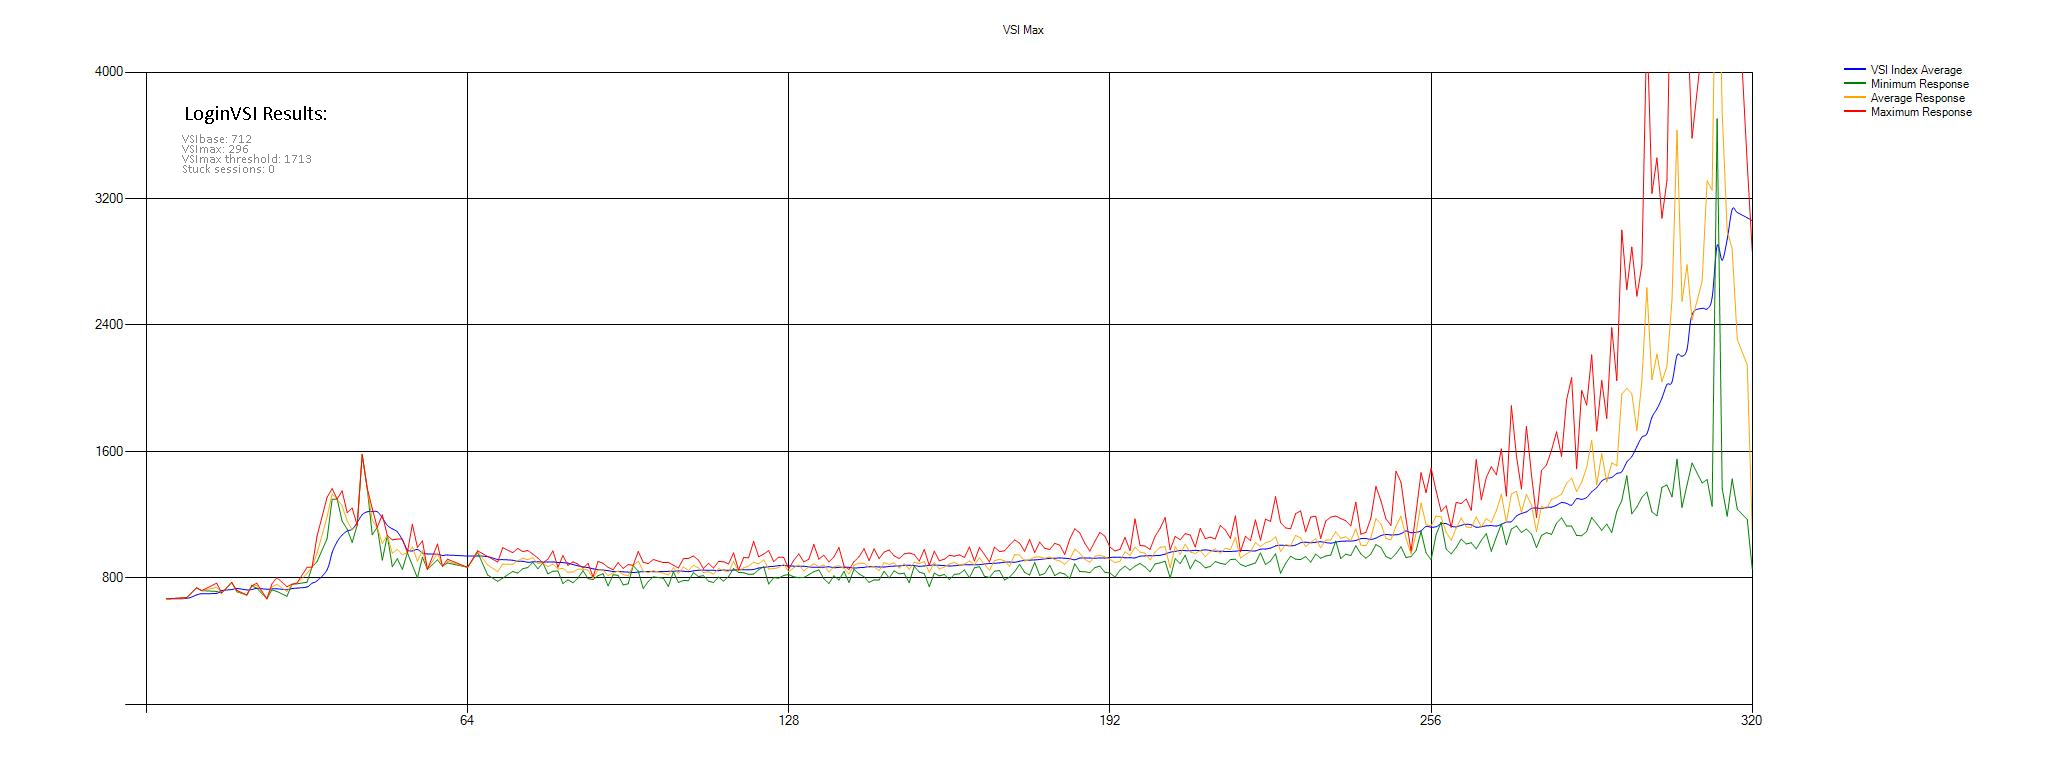 VSI Max
4000
3200
2400
1600
800
64
128
192
256
320
LoginVSI Results:
VSIbase: 712
VSImax: 296
VSImax threshold: 1713
Stuck sessions: 0
VSI Index Average
Minimum Response
Average Response
Maximum Response